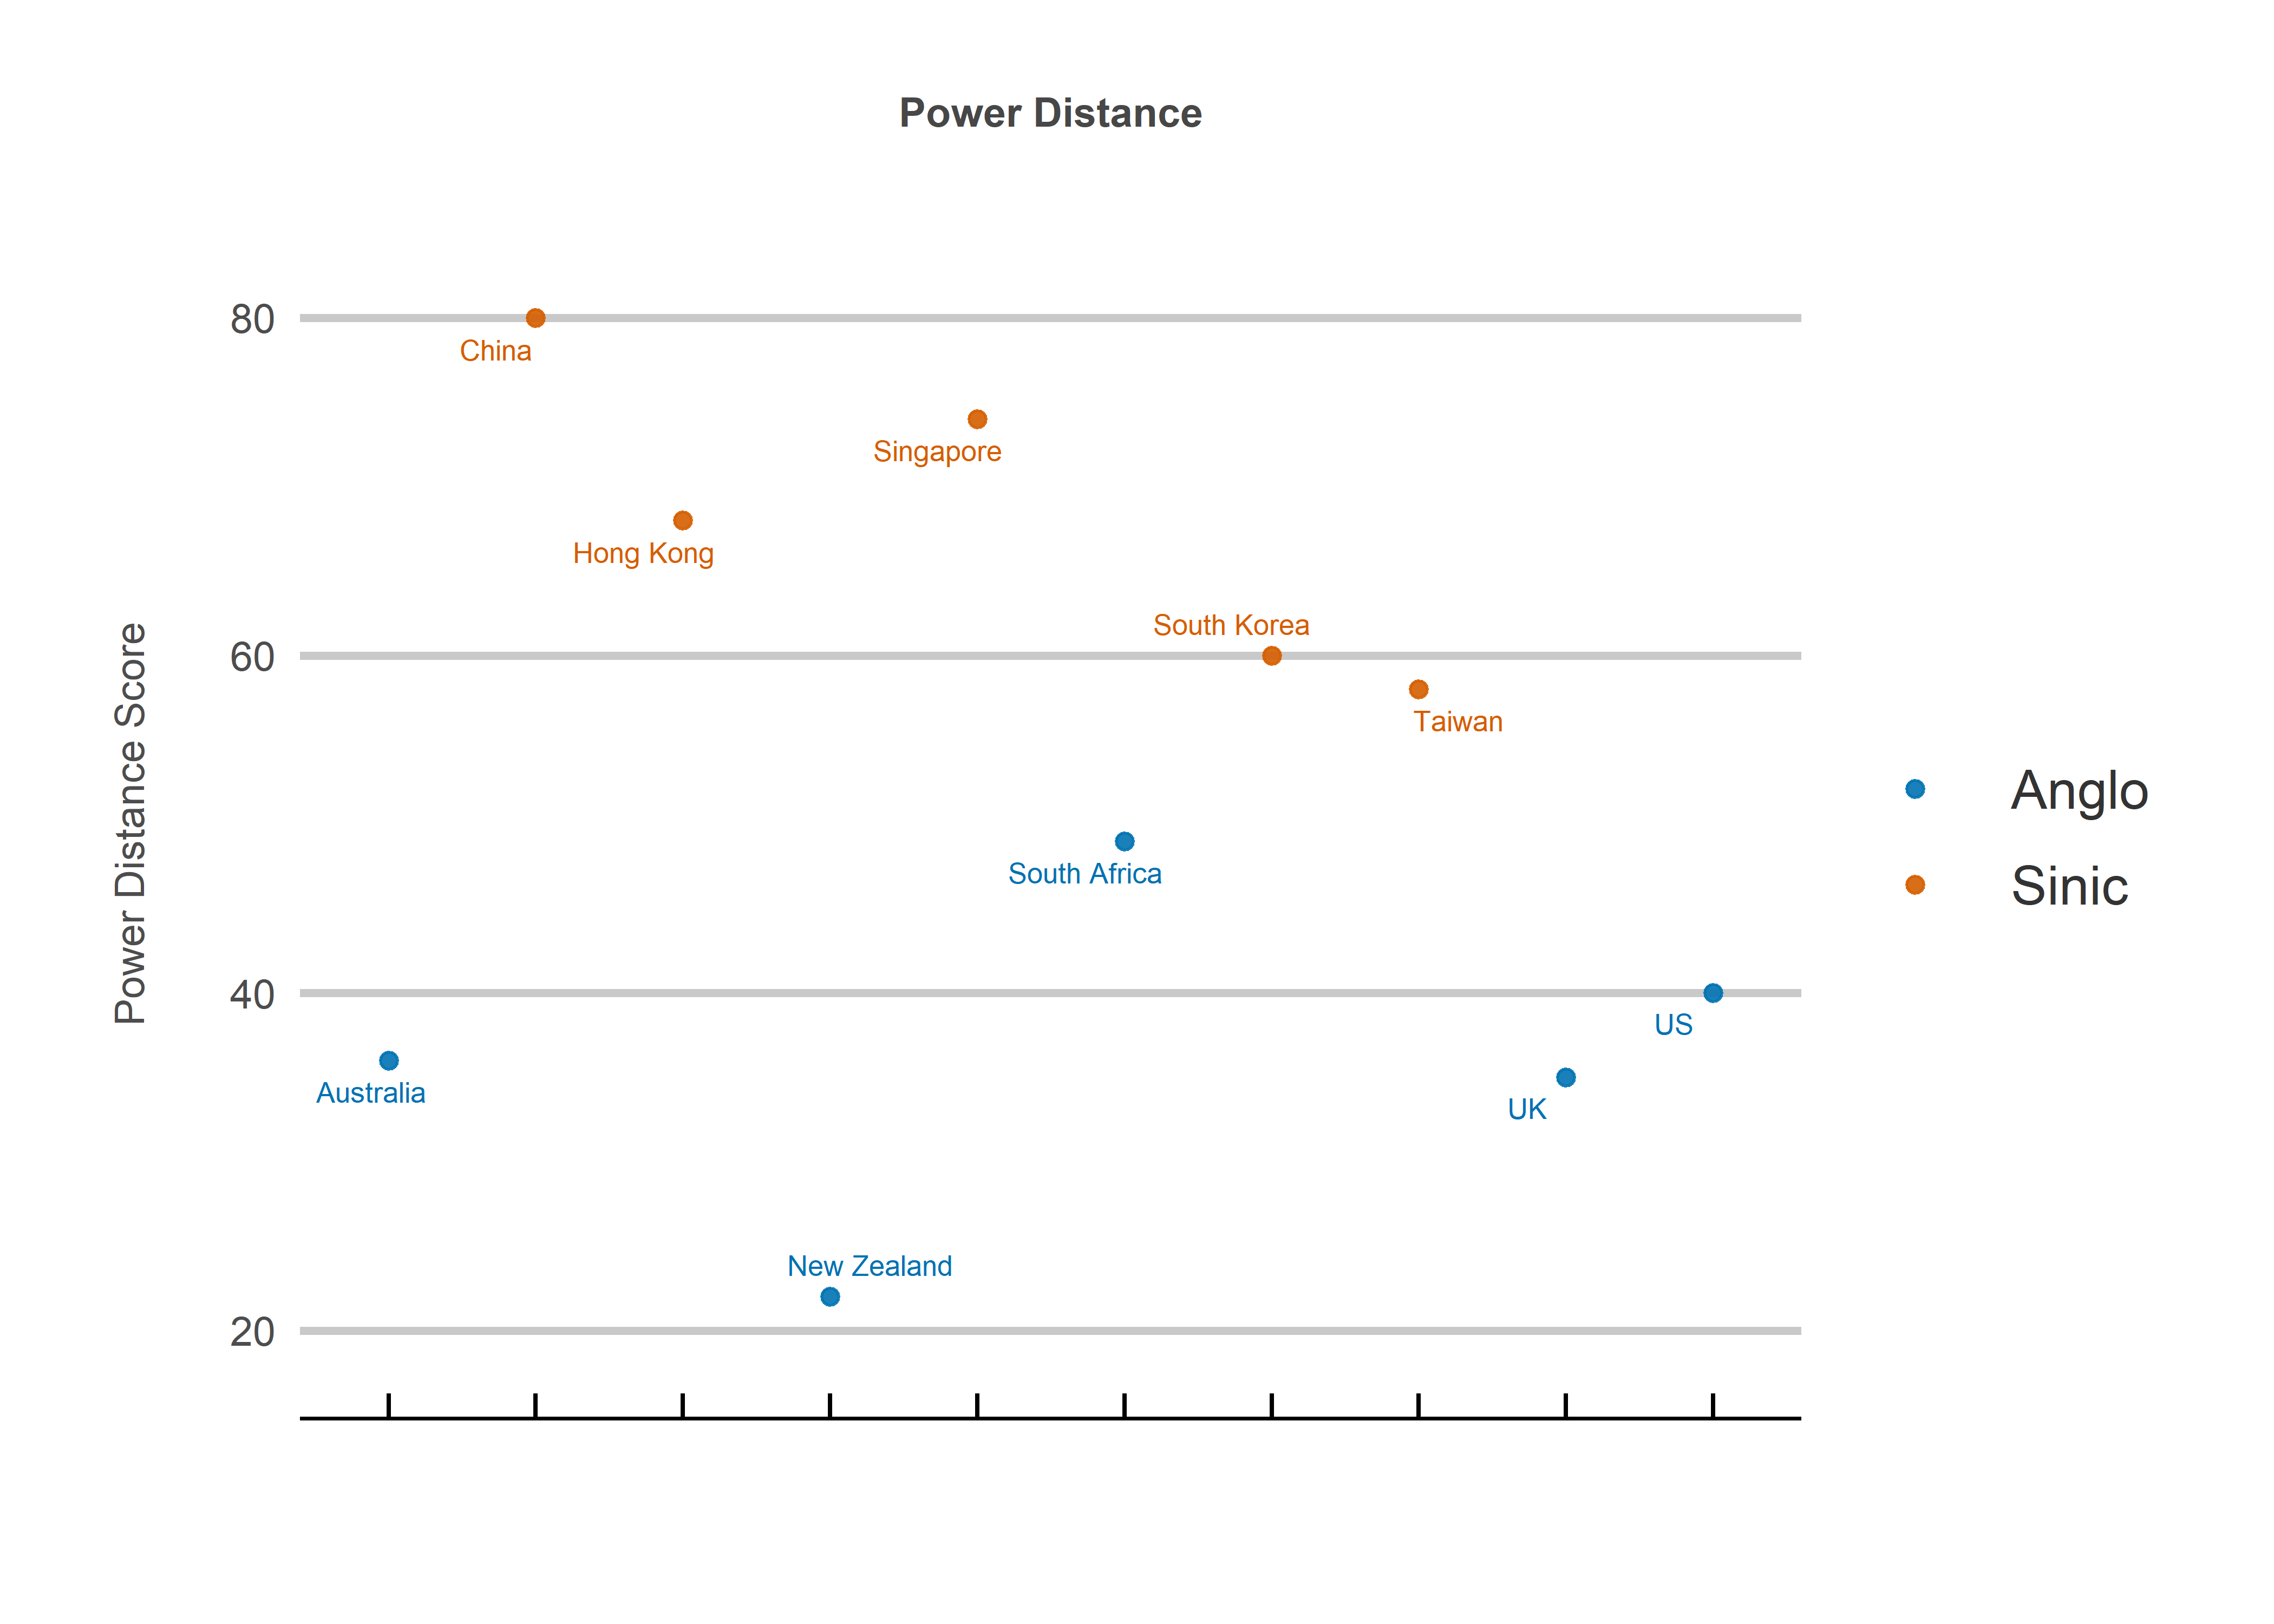 Power Distance
Power Distance Score
80
60
40
20
China
Singapore
Hong Kong
South Korea
Taiwan
South Africa
US
Australia
UK
New Zealand
Anglo
Sinic